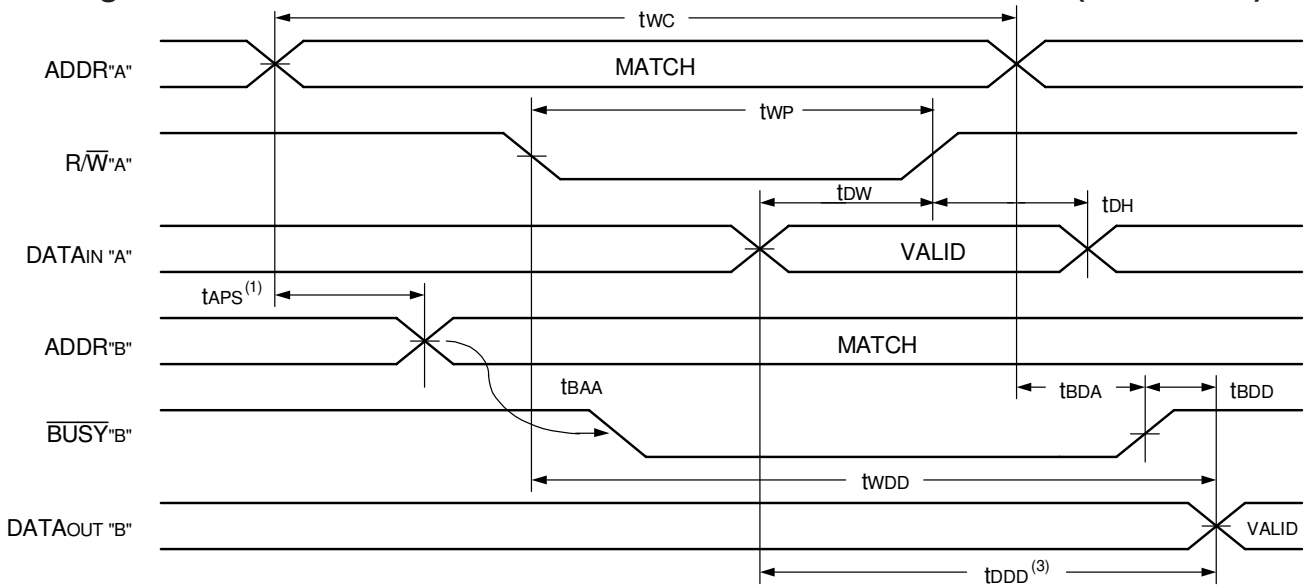 tWC
ADDR"A"
MATCH
tWP
R/W̅"A"
tDW
tDH
DATAIN "A"
VALID
tAPS(1)
ADDR"B"
MATCH
tBAA
tBDA
tBDD
B̅U̅S̅Y̅"B"
tWDD
DATAOUT "B"
VALID
tDDD(3)